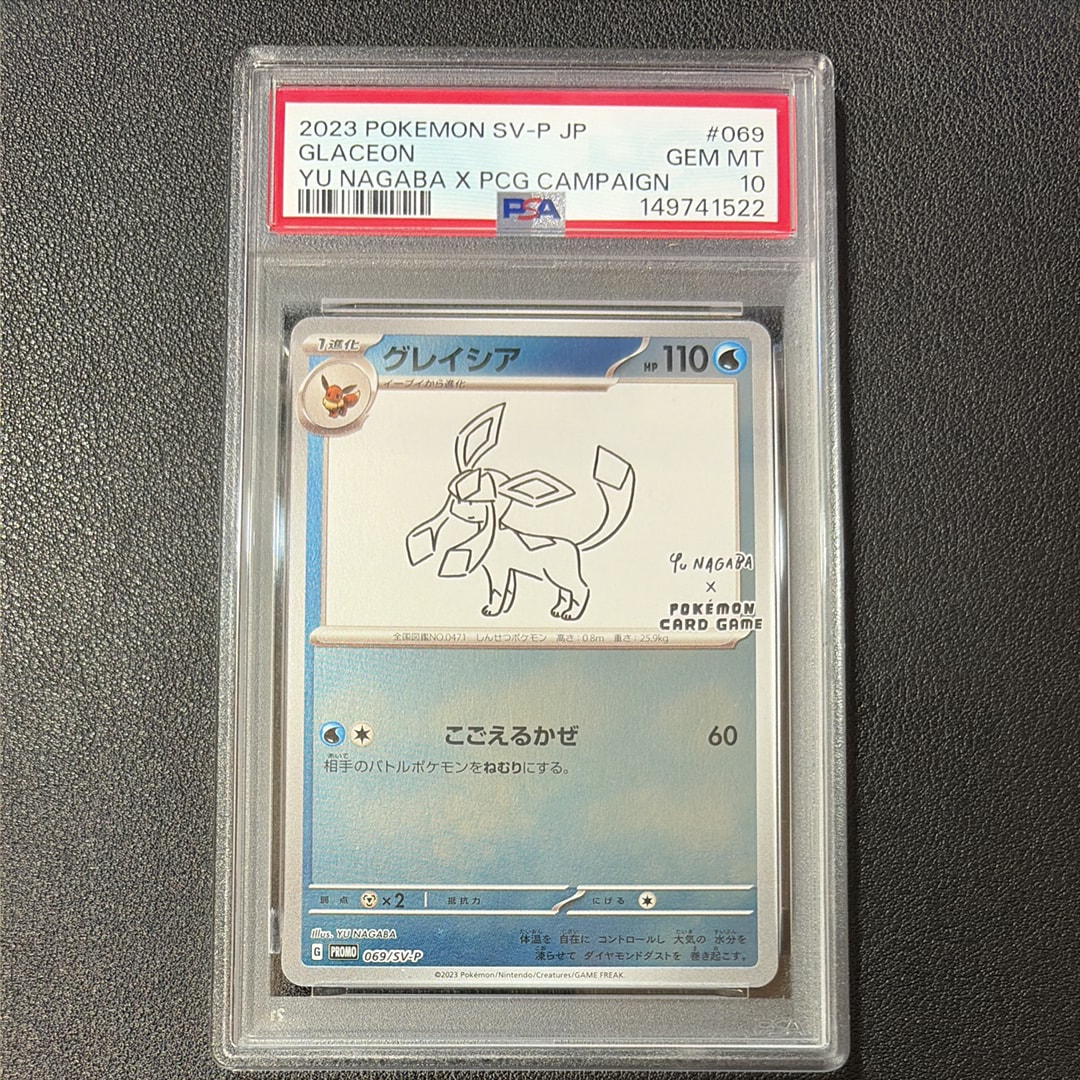 2023 POKEMON SV-P JP #069
GLACEON GEM MT
YU NAGABA X PCG CAMPAIGN 10
PSA 149741522
1進化 グレイシア HP 110
イーブイから進化
Yu NAGABA
X
POKÉMON
CARD GAME
全国図鑑NO.0471 しんせつポケモン 高さ:0.8m 重さ:25.9kg
こごえるかぜ 60
相手のバトルポケモンをねむりにする。
弱点 ×2 抵抗力 にげる
Illus. YU NAGABA
体温を 自在に コントロールし 大気の 水分を
凍らせて ダイヤモンドダストを 巻き起こす。
G PROMO 069/SV-P
©2023 Pokémon/Nintendo/Creatures/GAME FREAK.
PSA